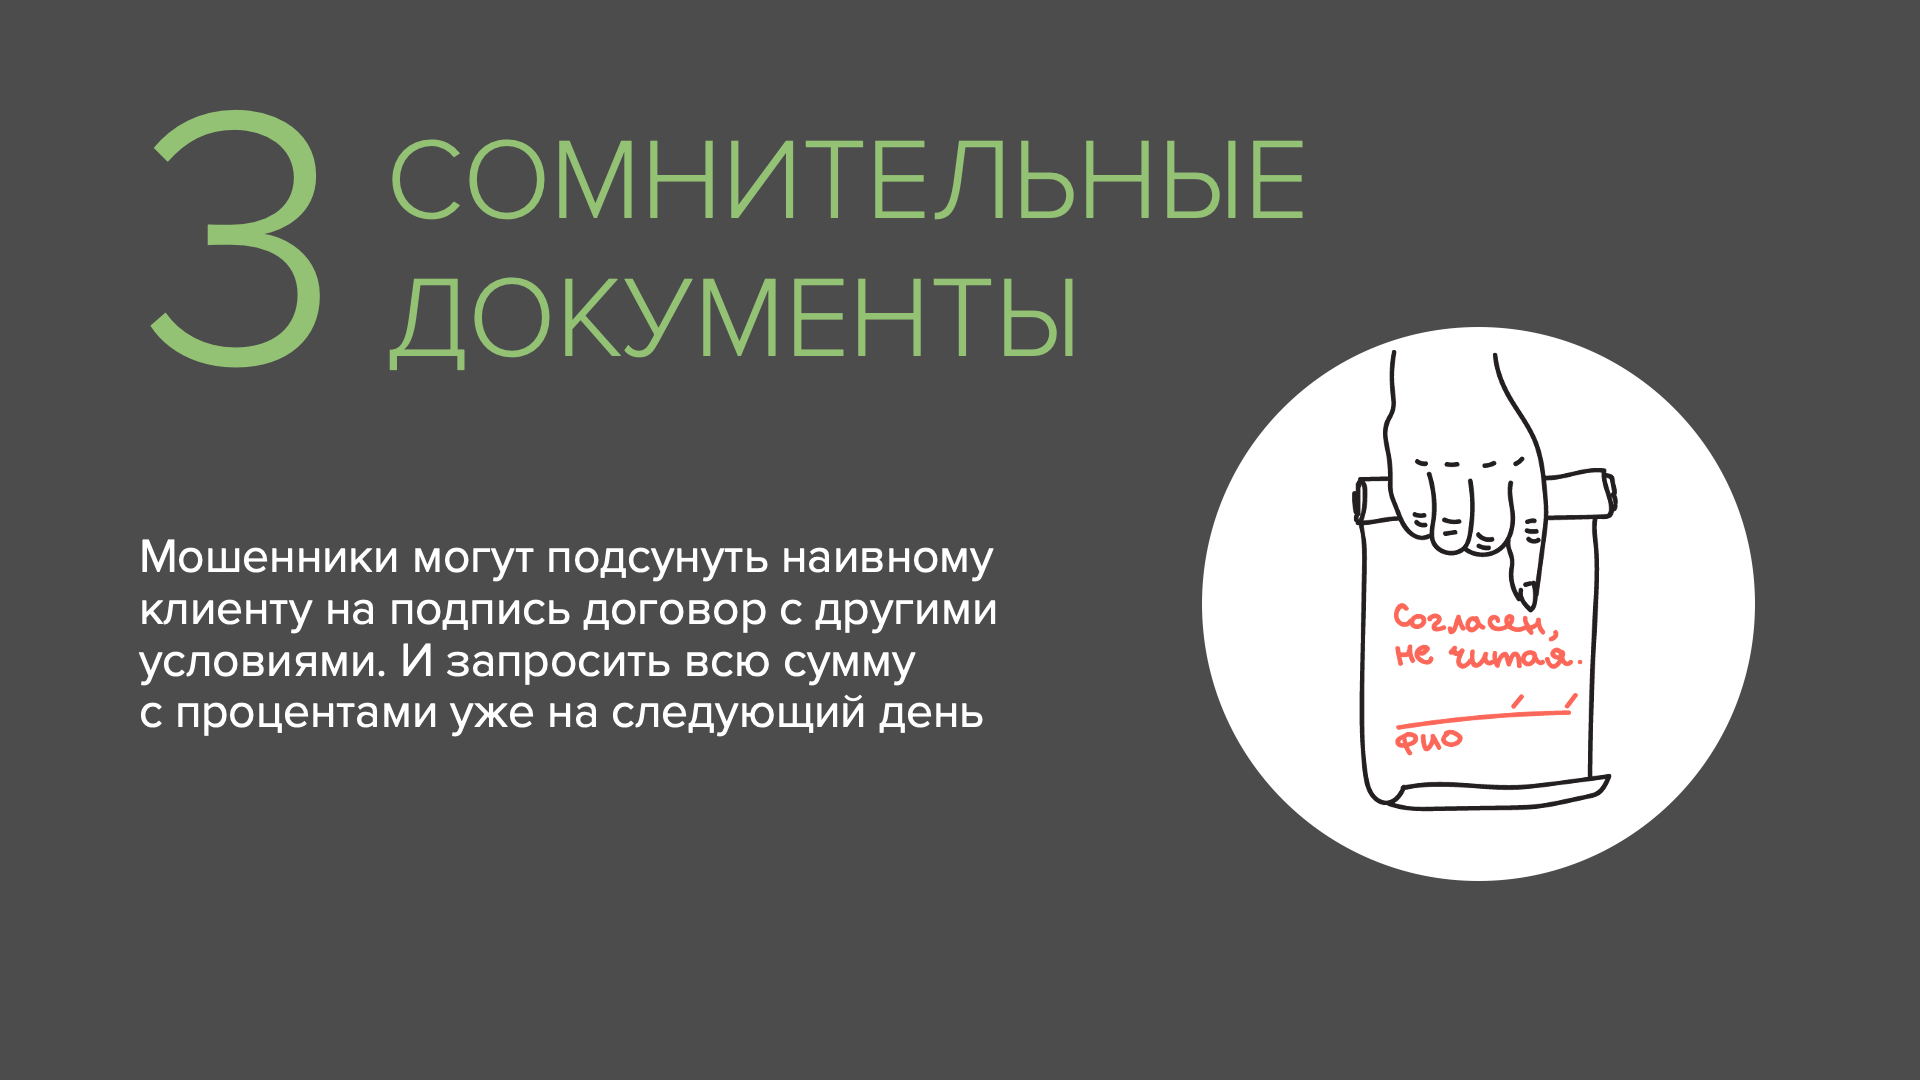 3 СОМНИТЕЛЬНЫЕ
ДОКУМЕНТЫ
Мошенники могут подсунуть наивному
клиенту на подпись договор с другими
условиями. И запросить всю сумму
с процентами уже на следующий день
Согласен,
не читая.
ФИО